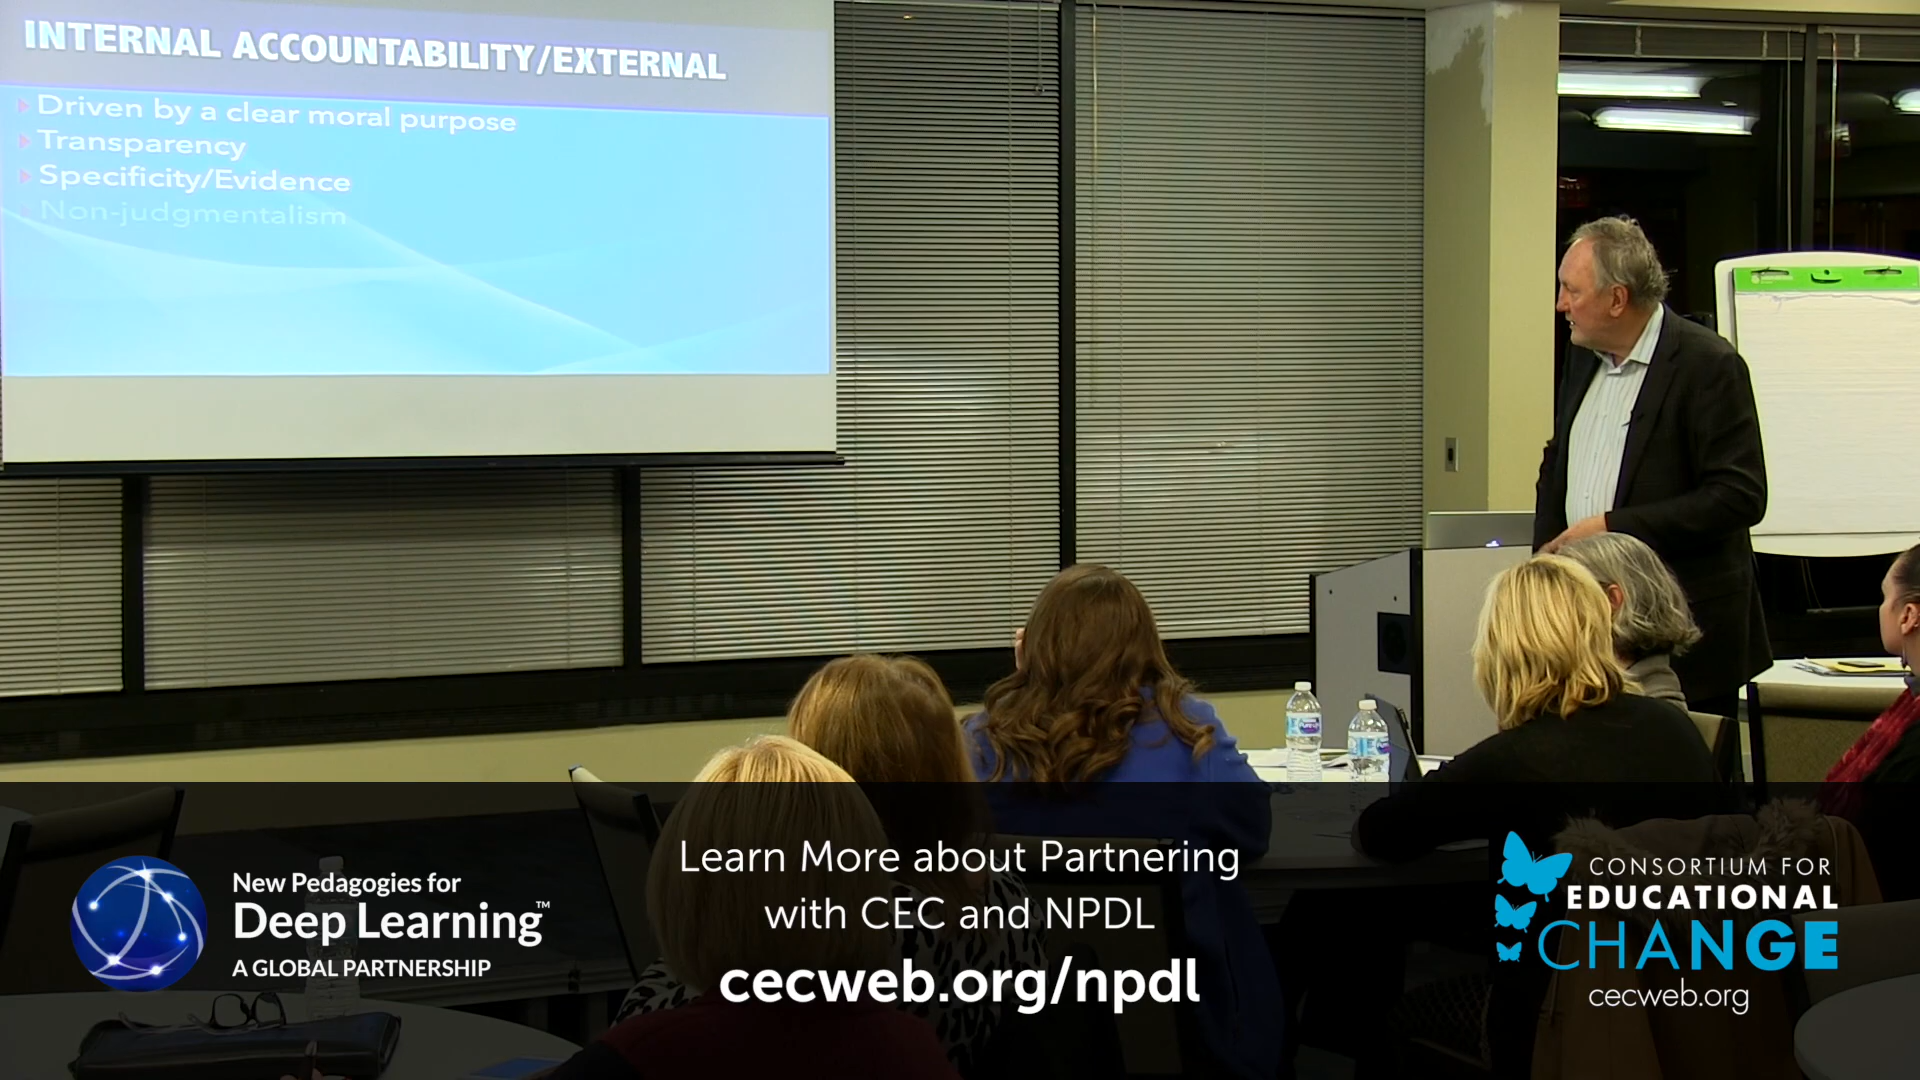 INTERNAL ACCOUNTABILITY/EXTERNAL
Driven by a clear moral purpose
Transparency
Specificity/Evidence
Non-judgmentalism
New Pedagogies for
Deep Learning™
A GLOBAL PARTNERSHIP
Learn More about Partnering
with CEC and NPDL
cecweb.org/npdl
CONSORTIUM FOR
EDUCATIONAL
CHANGE
cecweb.org